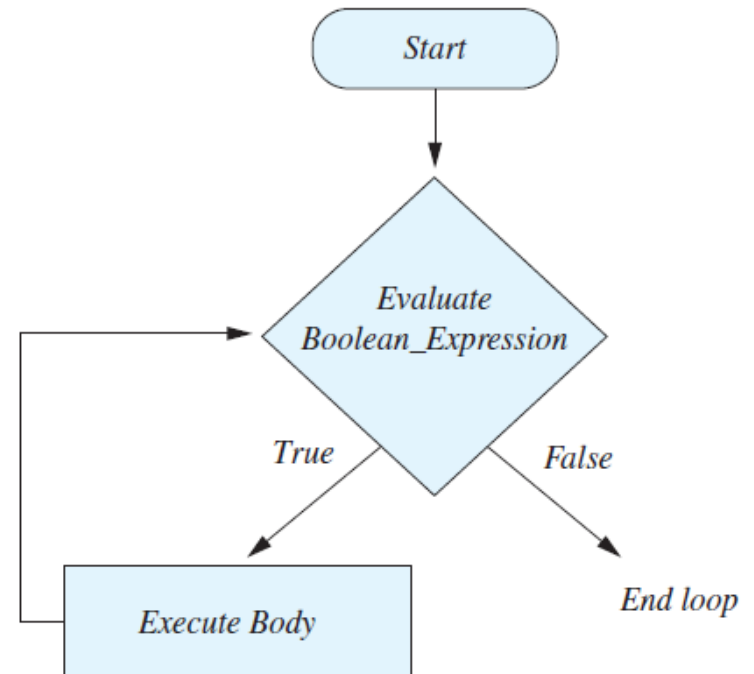 Start
Evaluate
Boolean_Expression
True
False
End loop
Execute Body